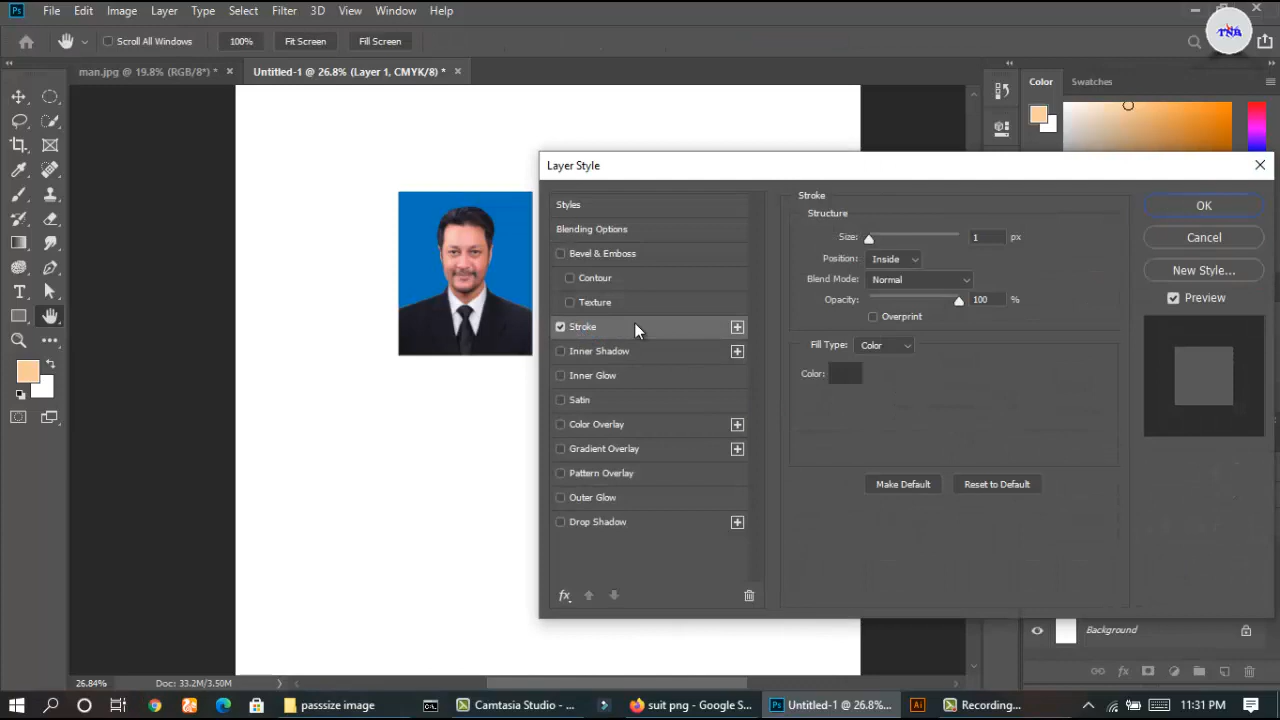 Ps File Edit Image Layer Type Select Filter 3D View Window Help
TNB
Scroll All Windows 100% Fit Screen Fill Screen
man.jpg @ 19.8% (RGB/8*) * × Untitled-1 @ 26.8% (Layer 1, CMYK/8) * ×
Color Swatches
Layer Style
Styles
Blending Options
Bevel & Emboss
Contour
Texture
Stroke
Inner Shadow
Inner Glow
Satin
Color Overlay
Gradient Overlay
Pattern Overlay
Outer Glow
Drop Shadow
fx
Stroke
Structure
Size: 1 px
Position: Inside
Blend Mode: Normal
Opacity: 100 %
Overprint
Fill Type: Color
Color:
Make Default Reset to Default
OK
Cancel
New Style...
Preview
Background
fx
26.84% Doc: 33.2M/3.50M
passsize image Camtasia Studio - ... suit png - Google S... Ps Untitled-1 @ 26.8%... Ai Recording... 11:31 PM